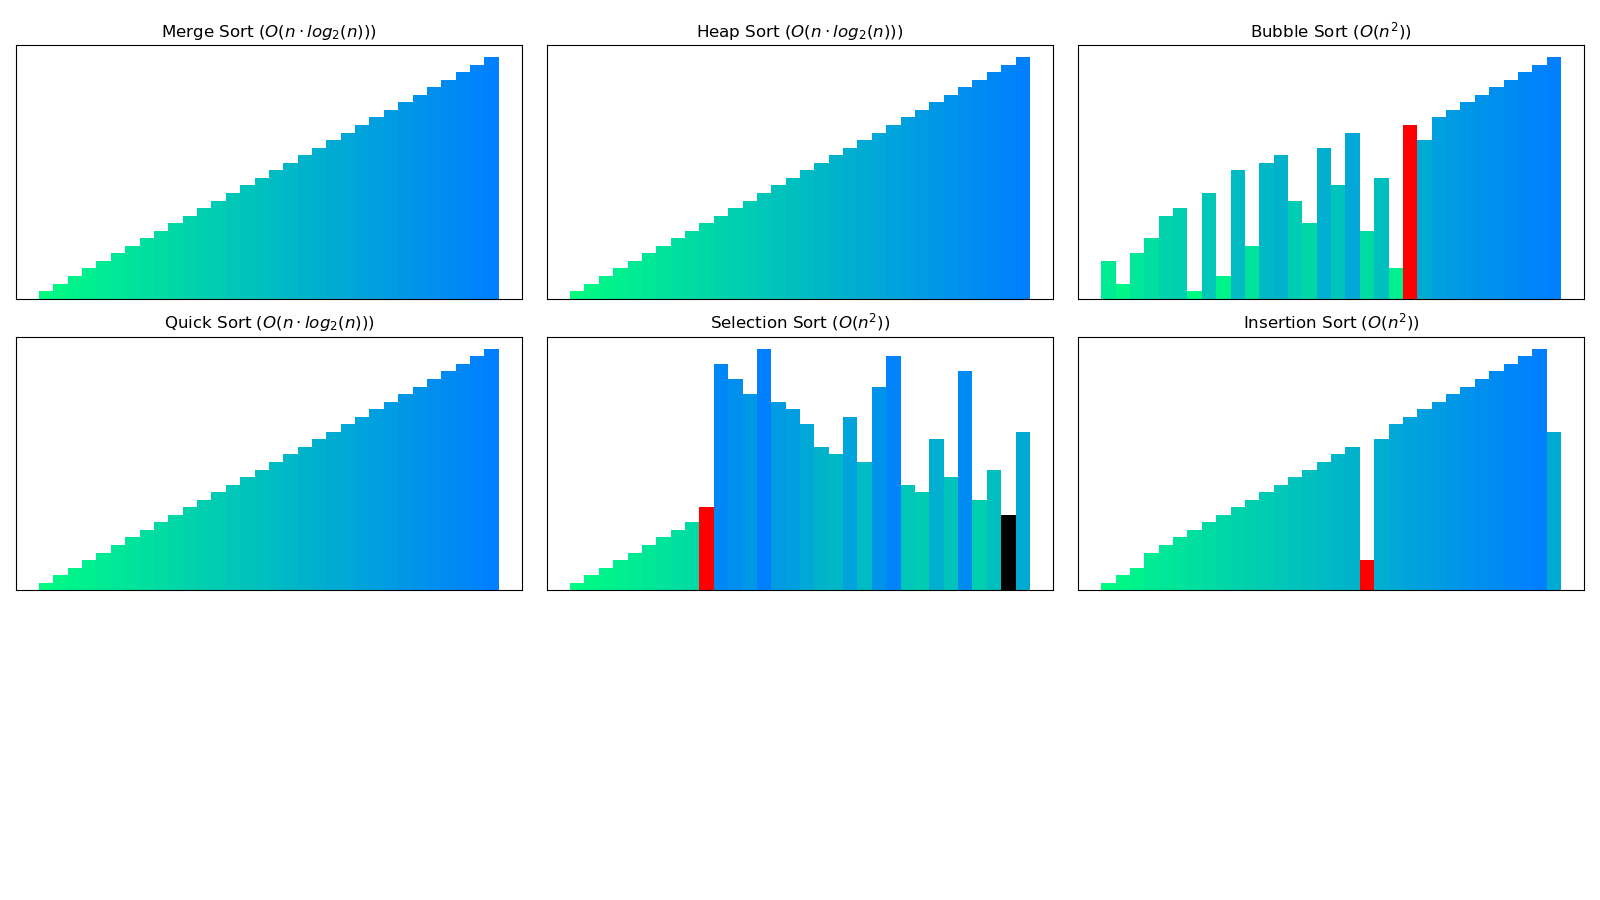 Merge Sort (O(n · log₂(n)))
Heap Sort (O(n · log₂(n)))
Bubble Sort (O(n²))
Quick Sort (O(n · log₂(n)))
Selection Sort (O(n²))
Insertion Sort (O(n²))